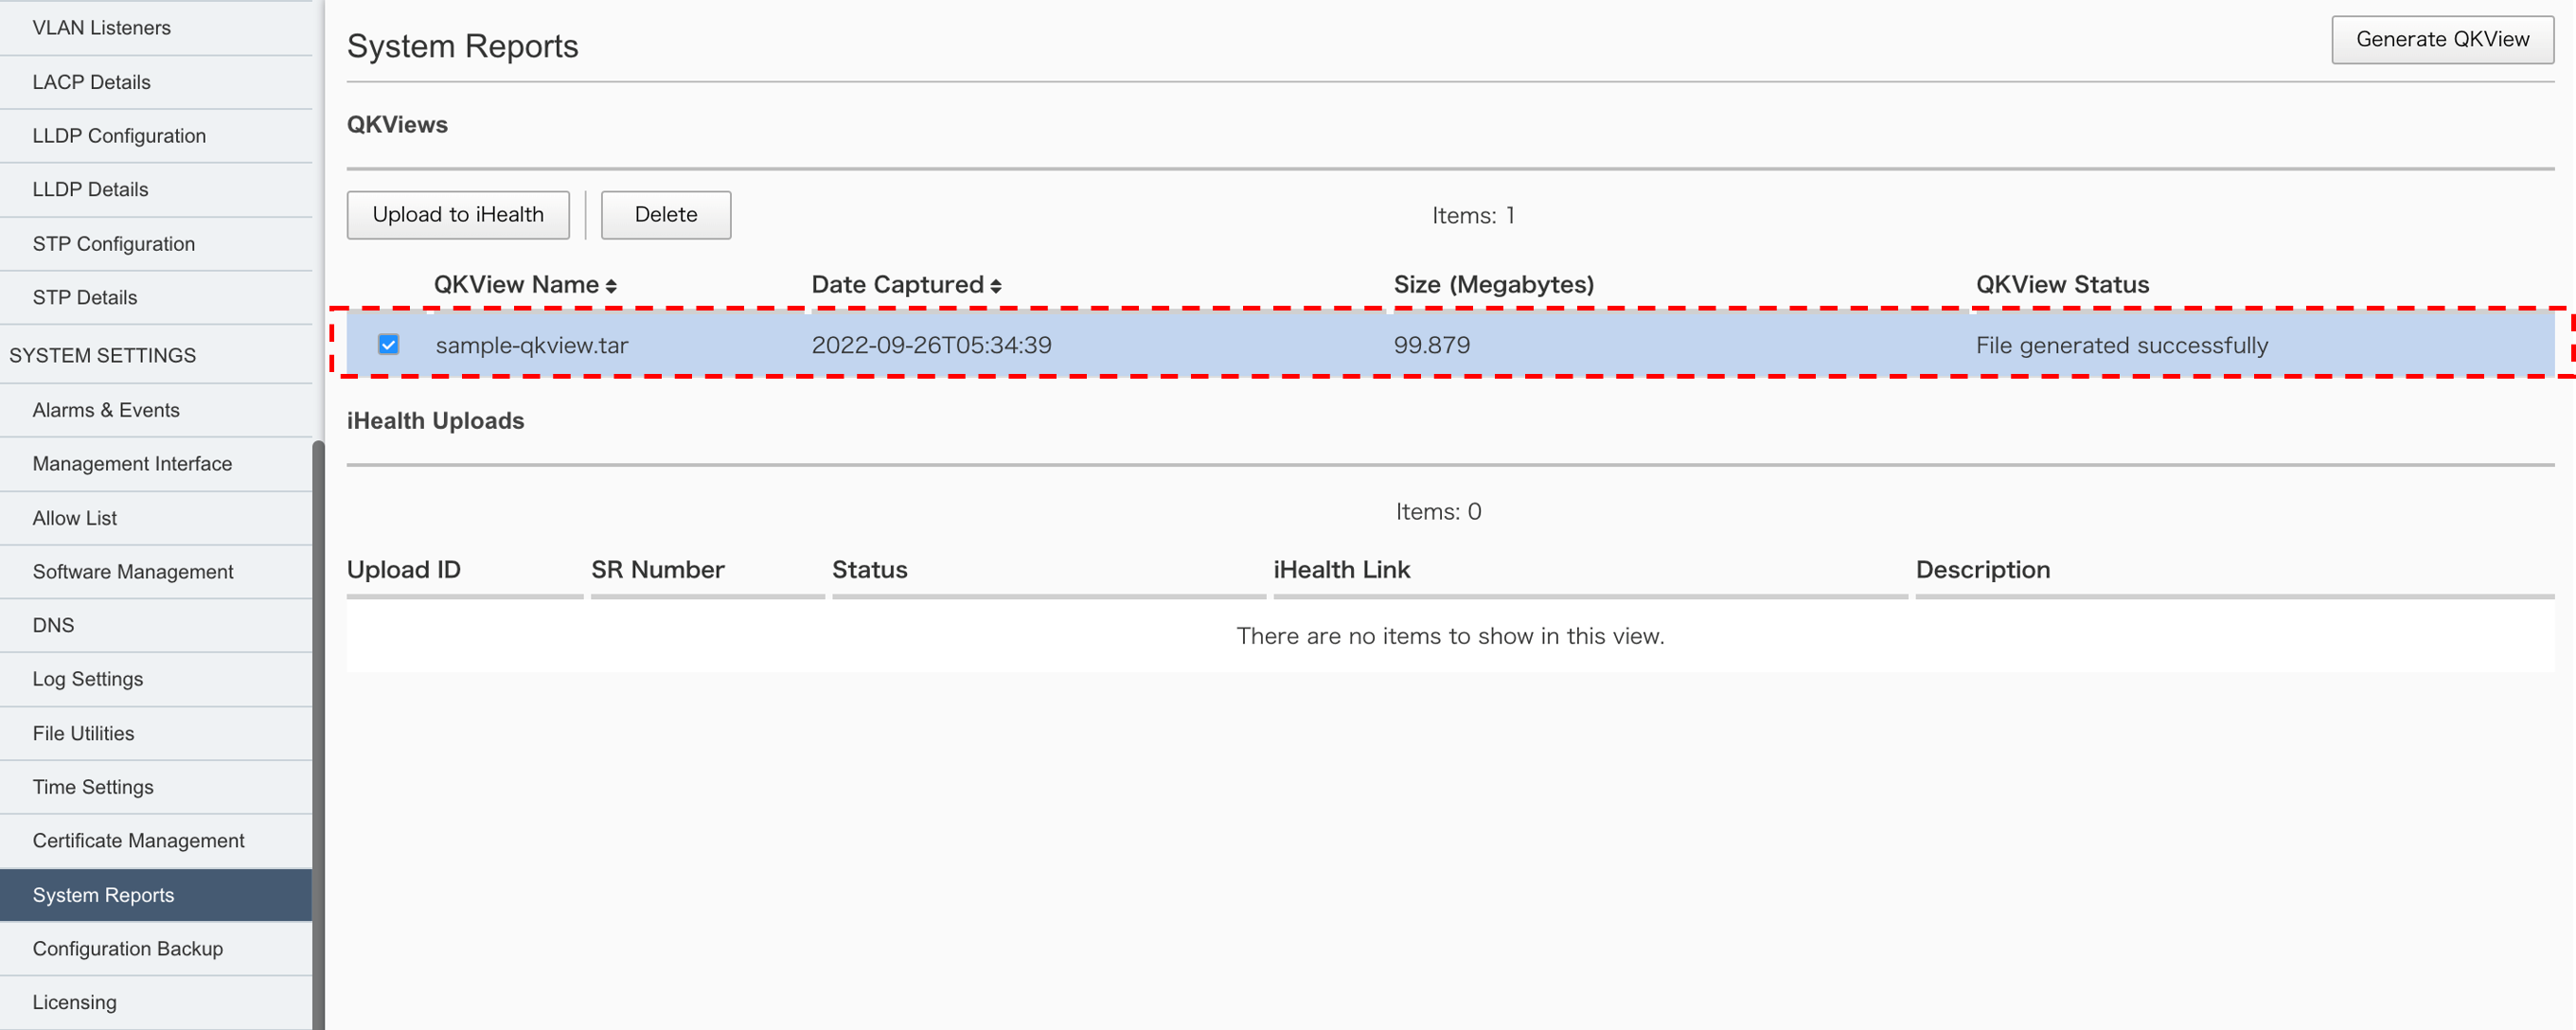 VLAN Listeners
LACP Details
LLDP Configuration
LLDP Details
STP Configuration
STP Details
SYSTEM SETTINGS
Alarms & Events
Management Interface
Allow List
Software Management
DNS
Log Settings
File Utilities
Time Settings
Certificate Management
System Reports
Configuration Backup
Licensing
System Reports
Generate QKView
QKViews
Upload to iHealth Delete Items: 1
QKView Name Date Captured Size (Megabytes) QKView Status
sample-qkview.tar 2022-09-26T05:34:39 99.879 File generated successfully
iHealth Uploads
Items: 0
Upload ID SR Number Status iHealth Link Description
There are no items to show in this view.